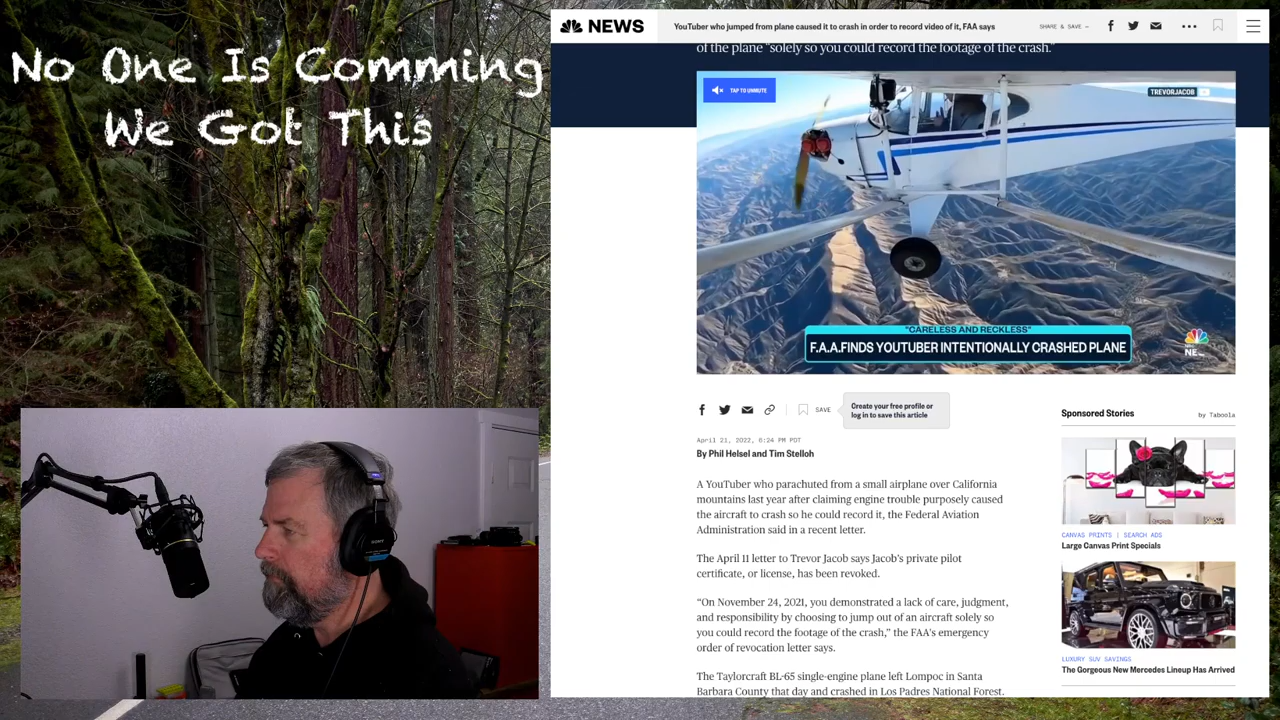 No One Is Comming
We Got This
NEWS
YouTuber who jumped from plane caused it to crash in order to record video of it, FAA says
SHARE & SAVE —
of the plane “solely so you could record the footage of the crash.”
TAP TO UNMUTE
TREVORJACOB
"CARELESS AND RECKLESS"
F.A.A.FINDS YOUTUBER INTENTIONALLY CRASHED PLANE
SAVE
Create your free profile or
log in to save this article
April 21, 2022, 6:24 PM PDT
By Phil Helsel and Tim Stelloh
A YouTuber who parachuted from a small airplane over California
mountains last year after claiming engine trouble purposely caused
the aircraft to crash so he could record it, the Federal Aviation
Administration said in a recent letter.
The April 11 letter to Trevor Jacob says Jacob’s private pilot
certificate, or license, has been revoked.
“On November 24, 2021, you demonstrated a lack of care, judgment,
and responsibility by choosing to jump out of an aircraft solely so
you could record the footage of the crash,” the FAA’s emergency
order of revocation letter says.
The Taylorcraft BL-65 single-engine plane left Lompoc in Santa
Barbara County that day and crashed in Los Padres National Forest.
Sponsored Stories
by Taboola
CANVAS PRINTS | SEARCH ADS
Large Canvas Print Specials
LUXURY SUV SAVINGS
The Gorgeous New Mercedes Lineup Has Arrived
SONY